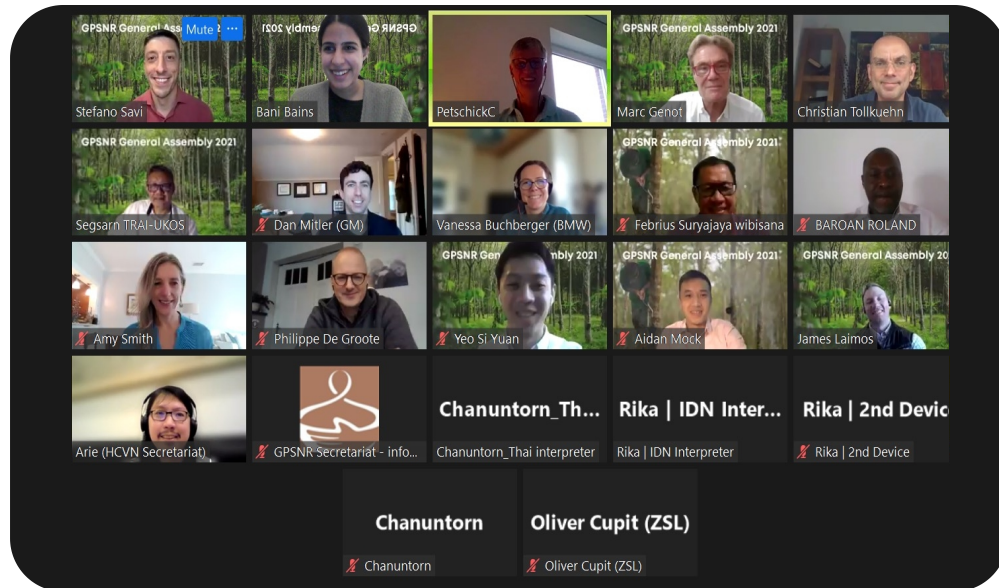 GPSNR General Ass
Mute ...
Stefano Savi
GPSNR Ge
mbly 2021
Bani Bains
PetschickC
GPSNR General Assembly 2021
Marc Genot
Christian Tollkuehn
GPSNR General Assembly 2021
Segsarn TRAI-UKOS
Dan Mitler (GM)
Vanessa Buchberger (BMW)
GPSNR General Assembly 2021
Febrius Suryajaya wibisana
BAROAN ROLAND
Amy Smith
Philippe De Groote
GPSNR Gen
mbly 2021
Yeo Si Yuan
GPSNR General Assembly 2021
Aidan Mock
GPSNR General Assembly 20
James Laimos
Arie (HCVN Secretariat)
GPSNR Secretariat - info...
Chanuntorn_Th...
Chanuntorn_Thai interpreter
Rika | IDN Inter...
Rika | IDN Interpreter
Rika | 2nd Devic
Rika | 2nd Device
Chanuntorn
Chanuntorn
Oliver Cupit (ZSL)
Oliver Cupit (ZSL)